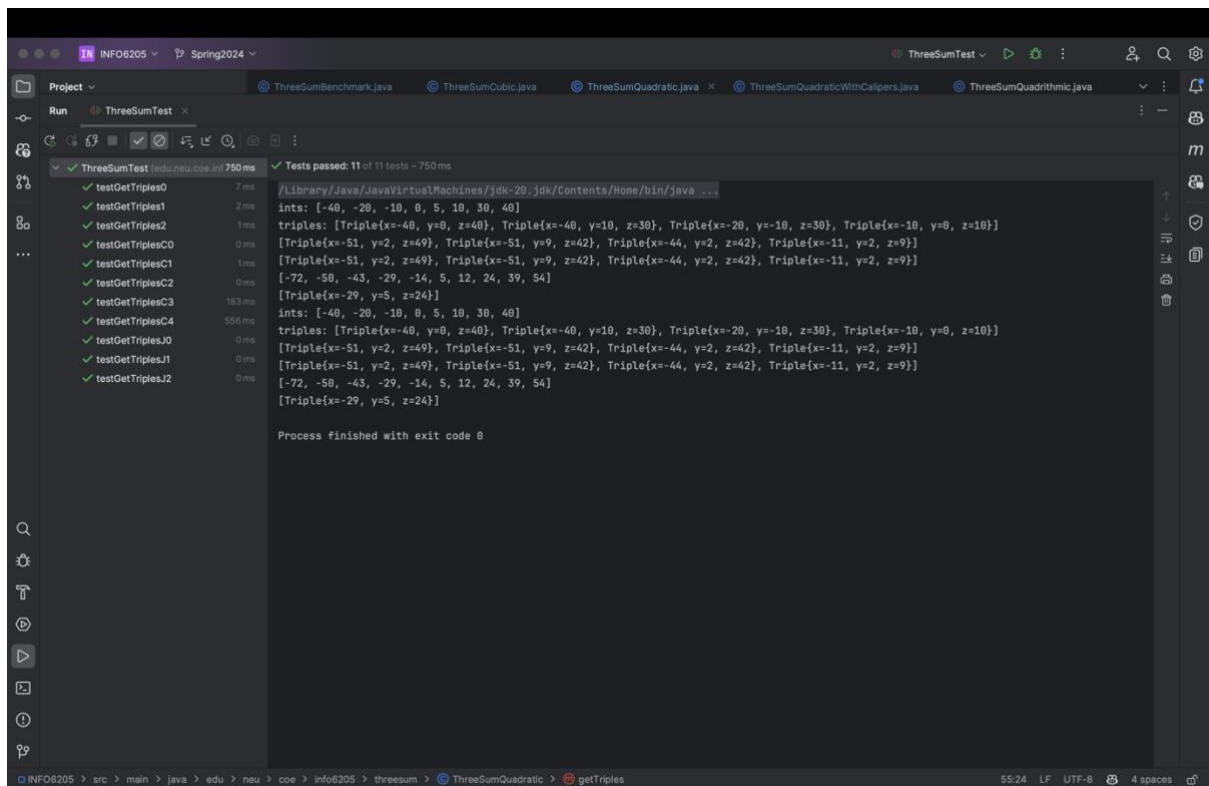 IN INFO6205 Spring2024 ThreeSumTest
Project ThreeSumBenchmark.java ThreeSumCubic.java ThreeSumQuadratic.java ThreeSumQuadraticWithCalipers.java ThreeSumQuadrithmic.java
Run ThreeSumTest
ThreeSumTest (edu.neu.coe.inf 750 ms
Tests passed: 11 of 11 tests – 750 ms
testGetTriples0 7 ms
testGetTriples1 2 ms
testGetTriples2 1 ms
testGetTriplesC0 0 ms
testGetTriplesC1 1 ms
testGetTriplesC2 0 ms
testGetTriplesC3 183 ms
testGetTriplesC4 556 ms
testGetTriplesJ0 0 ms
testGetTriplesJ1 0 ms
testGetTriplesJ2 0 ms
/Library/Java/JavaVirtualMachines/jdk-20.jdk/Contents/Home/bin/java ...
ints: [-40, -20, -10, 0, 5, 10, 30, 40]
triples: [Triple{x=-40, y=0, z=40}, Triple{x=-40, y=10, z=30}, Triple{x=-20, y=-10, z=30}, Triple{x=-10, y=0, z=10}]
[Triple{x=-51, y=2, z=49}, Triple{x=-51, y=9, z=42}, Triple{x=-44, y=2, z=42}, Triple{x=-11, y=2, z=9}]
[Triple{x=-51, y=2, z=49}, Triple{x=-51, y=9, z=42}, Triple{x=-44, y=2, z=42}, Triple{x=-11, y=2, z=9}]
[-72, -50, -43, -29, -14, 5, 12, 24, 39, 54]
[Triple{x=-29, y=5, z=24}]
ints: [-40, -20, -10, 0, 5, 10, 30, 40]
triples: [Triple{x=-40, y=0, z=40}, Triple{x=-40, y=10, z=30}, Triple{x=-20, y=-10, z=30}, Triple{x=-10, y=0, z=10}]
[Triple{x=-51, y=2, z=49}, Triple{x=-51, y=9, z=42}, Triple{x=-44, y=2, z=42}, Triple{x=-11, y=2, z=9}]
[Triple{x=-51, y=2, z=49}, Triple{x=-51, y=9, z=42}, Triple{x=-44, y=2, z=42}, Triple{x=-11, y=2, z=9}]
[-72, -50, -43, -29, -14, 5, 12, 24, 39, 54]
[Triple{x=-29, y=5, z=24}]
Process finished with exit code 0
INFO6205 > src > main > java > edu > neu > coe > info6205 > threesum > ThreeSumQuadratic > getTriples 55:24 LF UTF-8 4 spaces